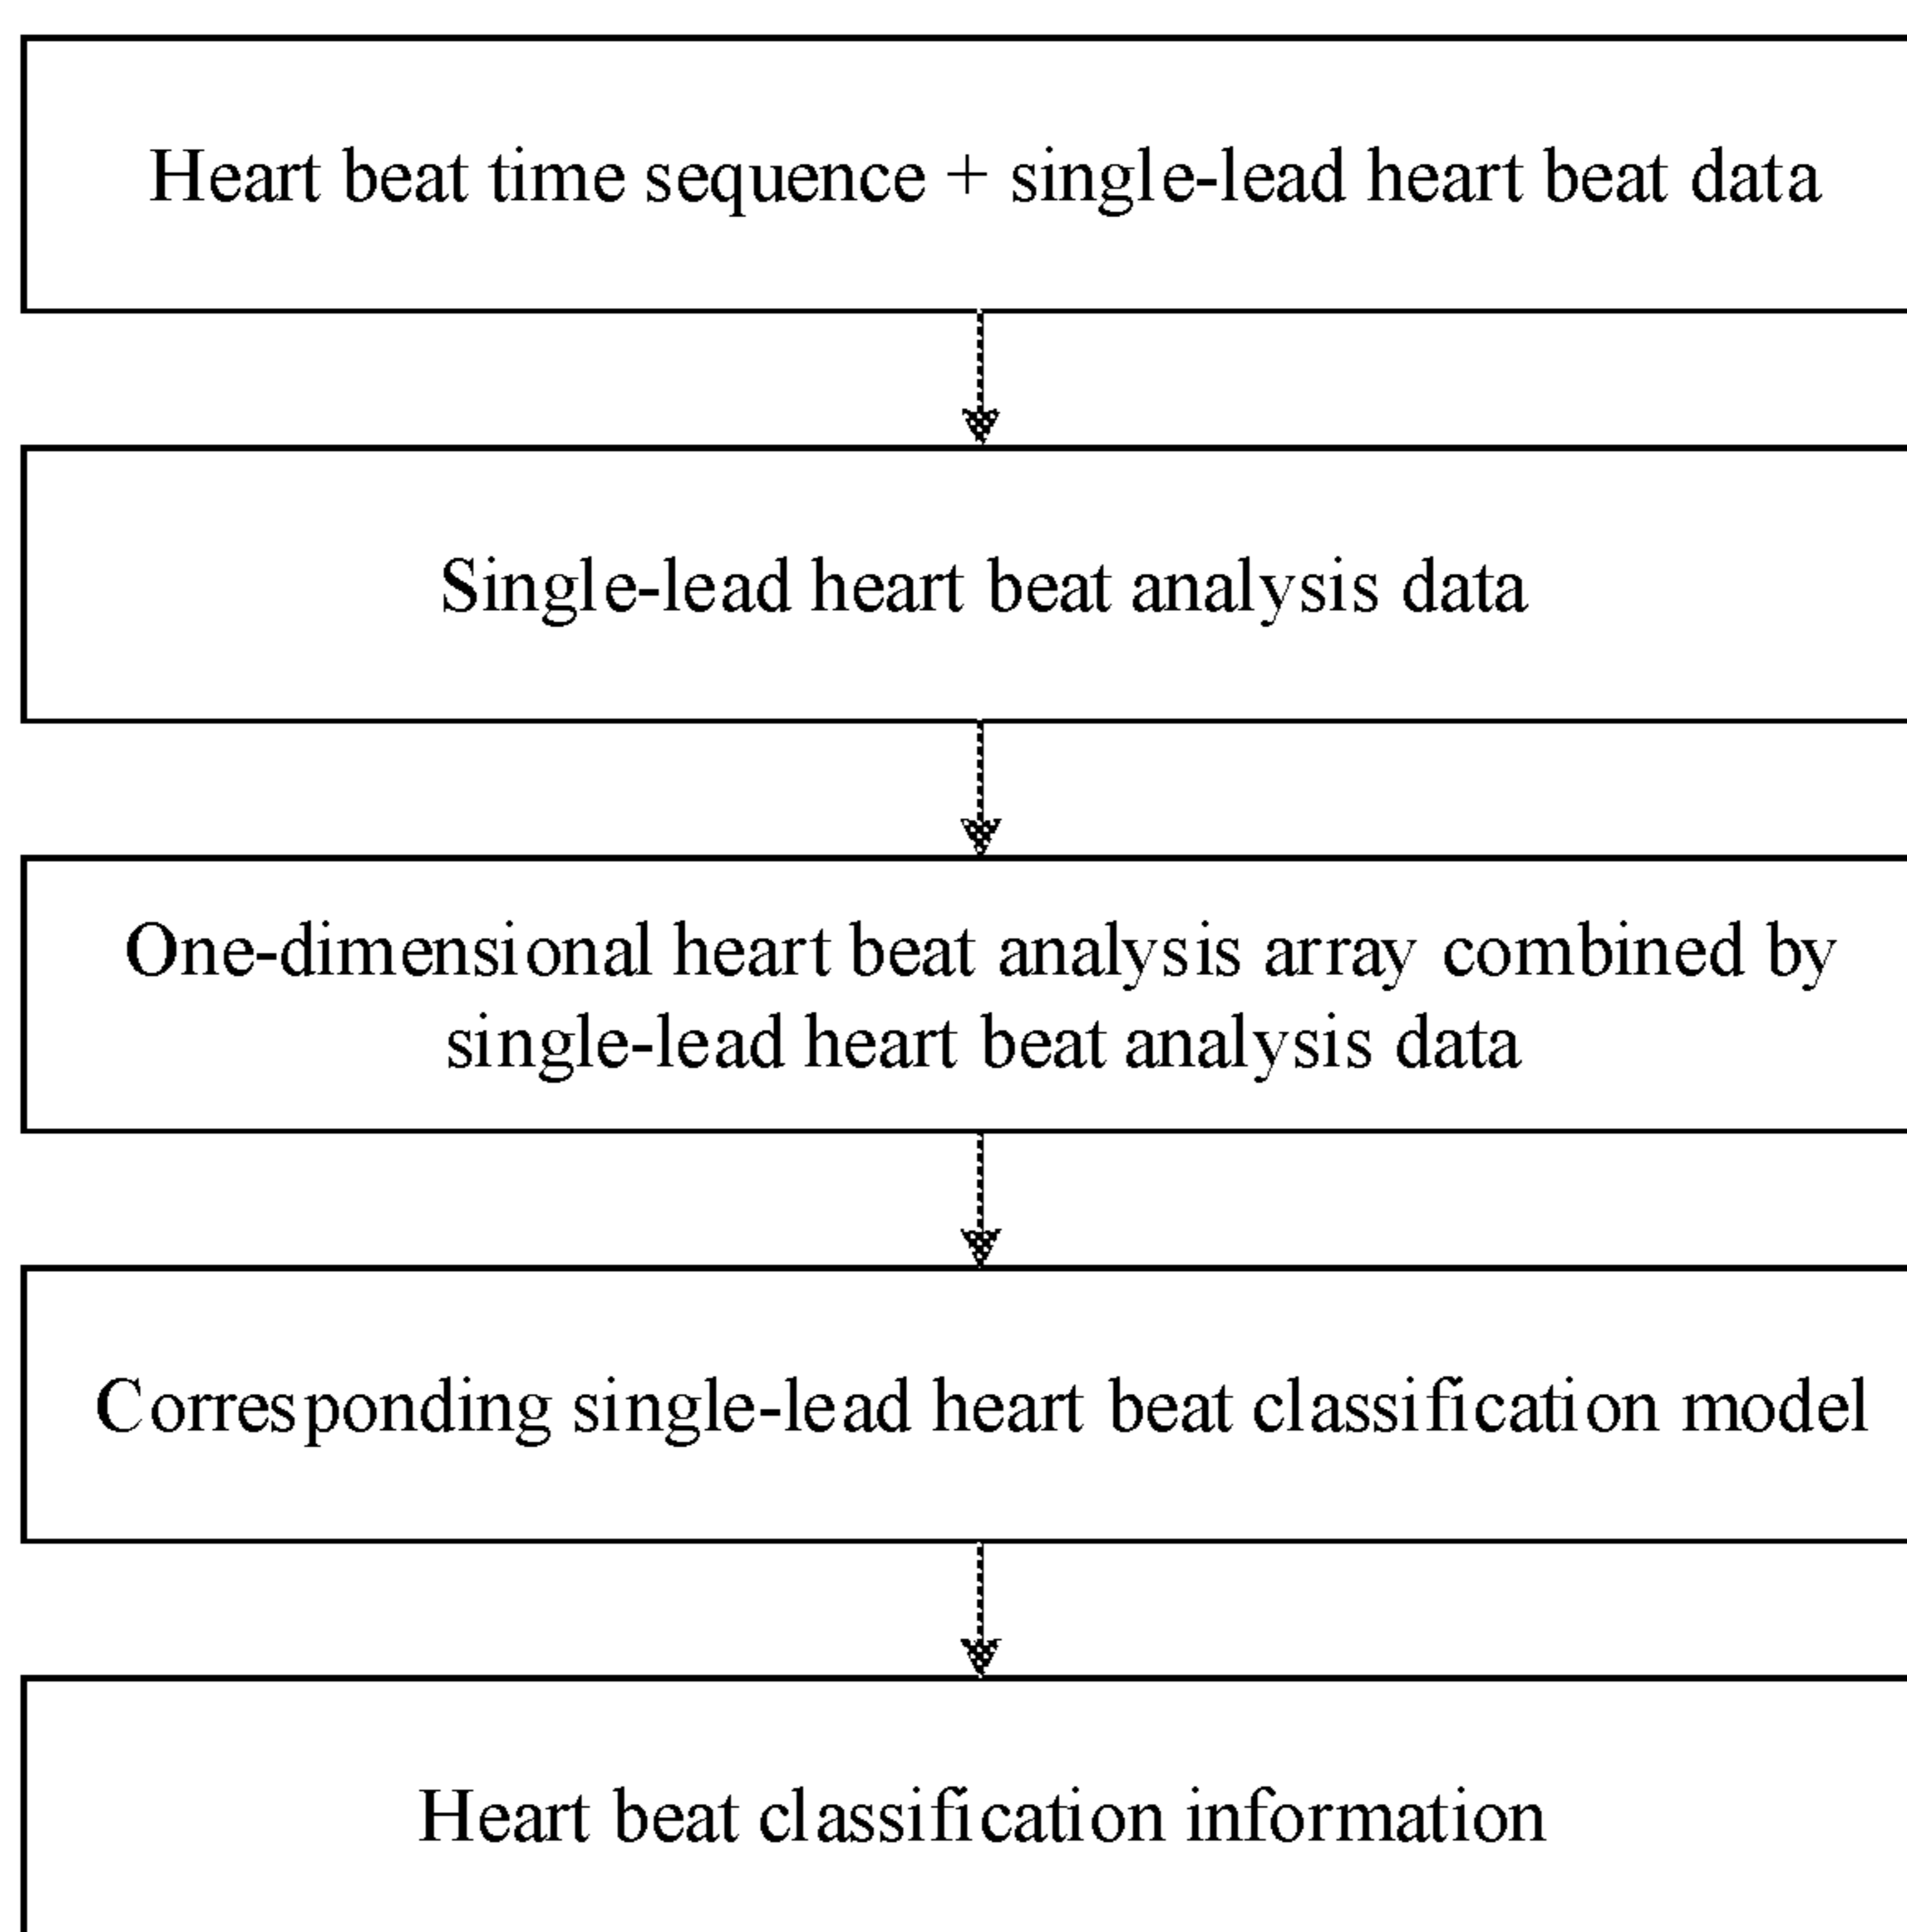 Heart beat time sequence + single-lead heart beat data
Single-lead heart beat analysis data
One-dimensional heart beat analysis array combined by
single-lead heart beat analysis data
Corresponding single-lead heart beat classification model
Heart beat classification information